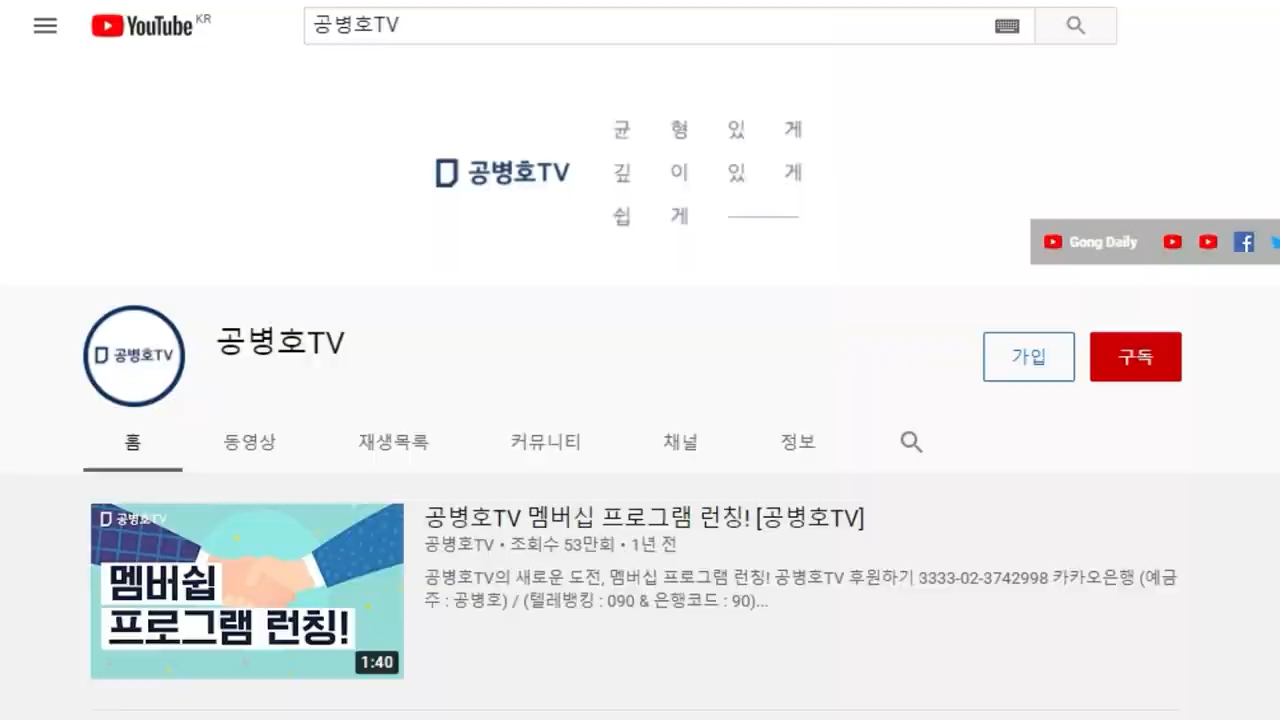 YouTube KR
공병호TV
균 형 있 게
공병호TV
깊 이 있 게
쉽 게
Gong Daily
공병호TV
공병호TV
가입
구독
홈 동영상 재생목록 커뮤니티 채널 정보
공병호TV
멤버쉽
프로그램 런칭!
1:40
공병호TV 멤버십 프로그램 런칭! [공병호TV]
공병호TV • 조회수 53만회 • 1년 전
공병호TV의 새로운 도전, 멤버십 프로그램 런칭! 공병호TV 후원하기 3333-02-3742998 카카오은행 (예금
주 : 공병호) / (텔레뱅킹 : 090 & 은행코드 : 90)...